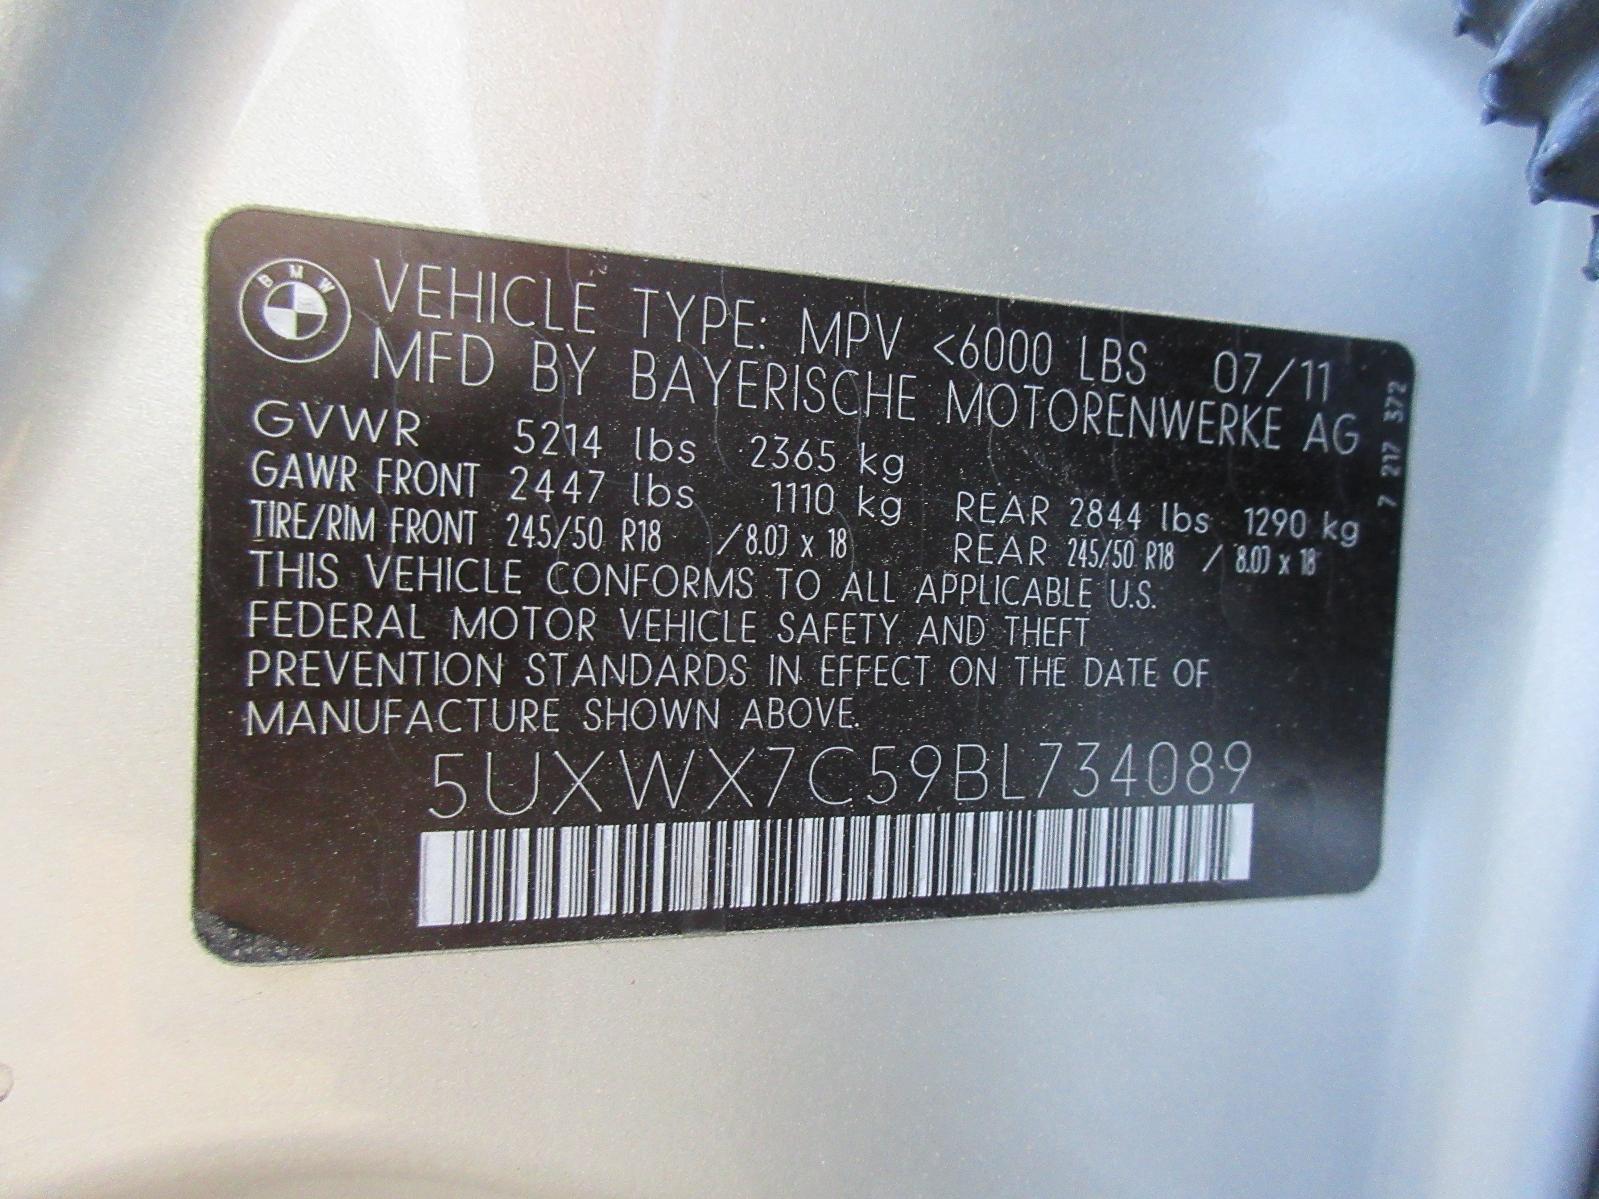 BMW
VEHICLE TYPE: MPV <6000 LBS 07/11
MFD BY BAYERISCHE MOTORENWERKE AG
GVWR 5214 lbs 2365 kg
GAWR FRONT 2447 lbs 1110 kg REAR 2844 lbs 1290 kg
TIRE/RIM FRONT 245/50 R18 /8.0J x 18 REAR 245/50 R18 / 8.0J x 18
THIS VEHICLE CONFORMS TO ALL APPLICABLE U.S.
FEDERAL MOTOR VEHICLE SAFETY AND THEFT
PREVENTION STANDARDS IN EFFECT ON THE DATE OF
MANUFACTURE SHOWN ABOVE.
5UXWX7C59BL734089
7 217 372